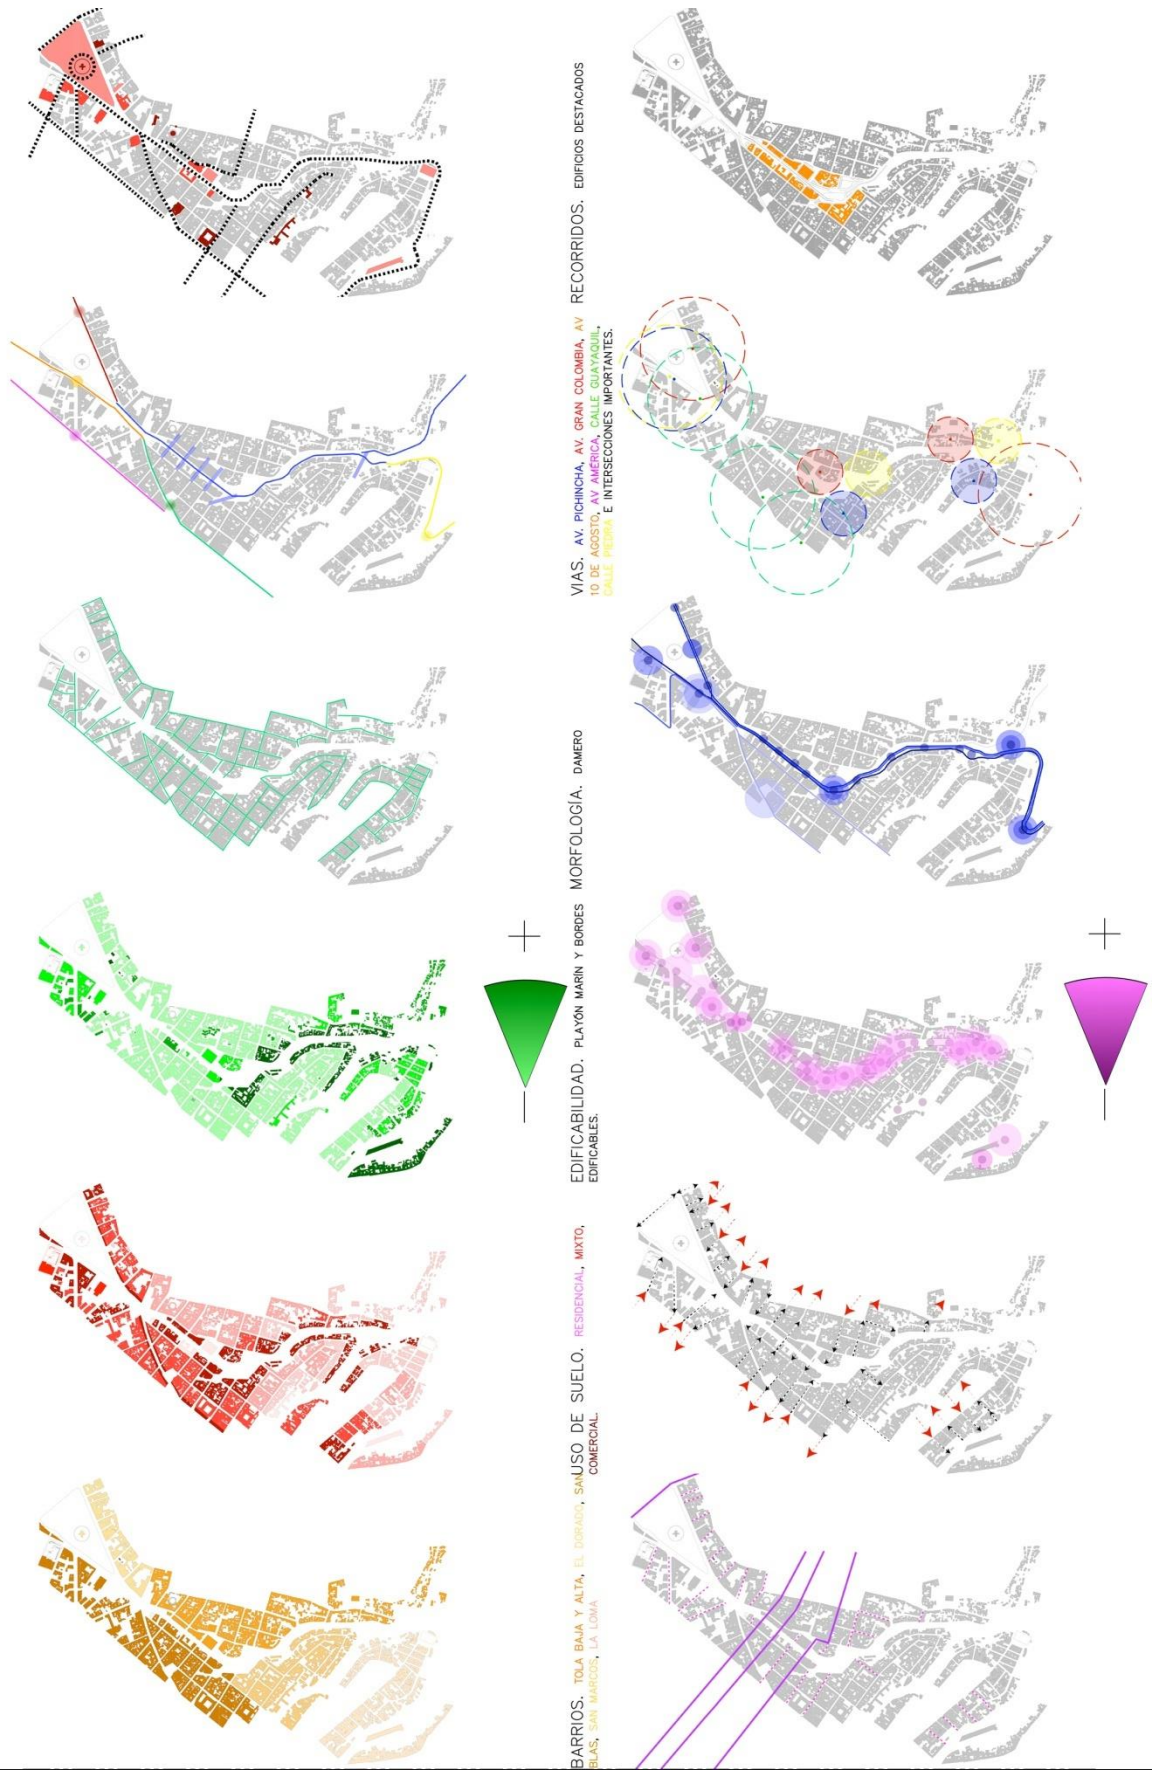 BARRIOS. TOLA BAJA Y ALTA, EL DORADO, SAN
BLAS, SAN MARCOS, LA LOMA
USO DE SUELO. RESIDENCIAL, MIXTO,
COMERCIAL.
EDIFICABILIDAD. PLAYÓN MARÍN Y BORDES
EDIFICABLES.
MORFOLOGÍA. DAMERO
VIAS. AV. PICHINCHA, AV. GRAN COLOMBIA, AV
10 DE AGOSTO, AV AMÉRICA, CALLE GUAYAQUIL,
CALLE PIEDRA E INTERSECCIONES IMPORTANTES.
RECORRIDOS. EDIFICIOS DESTACADOS